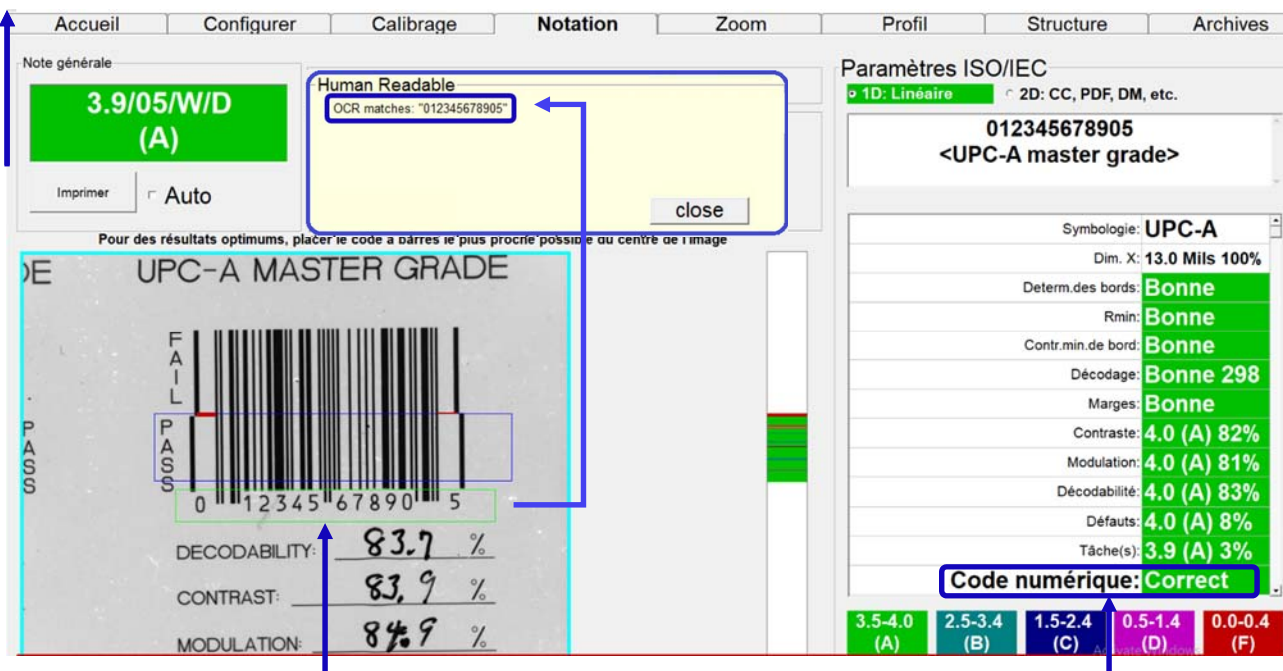 Accueil Configurer Calibrage Notation Zoom Profil Structure Archives
Note générale
3.9/05/W/D
(A)
Imprimer
Auto
Human Readable
OCR matches: "012345678905"
close
Paramètres ISO/IEC
1D: Linéaire 2D: CC, PDF, DM, etc.
012345678905
<UPC-A master grade>
Pour des résultats optimums, placer le code à barres le plus proche possible du centre de l'image
DE UPC-A MASTER GRADE
FAIL
PASS
PASS
0 12345 67890 5
DECODABILITY: 83.7 %
CONTRAST: 83.9 %
MODULATION: 84.9 %
Symbologie: UPC-A
Dim. X: 13.0 Mils 100%
Determ.des bords: Bonne
Rmin: Bonne
Contr.min.de bord: Bonne
Décodage: Bonne 298
Marges: Bonne
Contraste: 4.0 (A) 82%
Modulation: 4.0 (A) 81%
Décodabilité: 4.0 (A) 83%
Défauts: 4.0 (A) 8%
Tâche(s): 3.9 (A) 3%
Code numérique: Correct
3.5-4.0 2.5-3.4 1.5-2.4 0.5-1.4 0.0-0.4
(A) (B) (C) (D) (F)